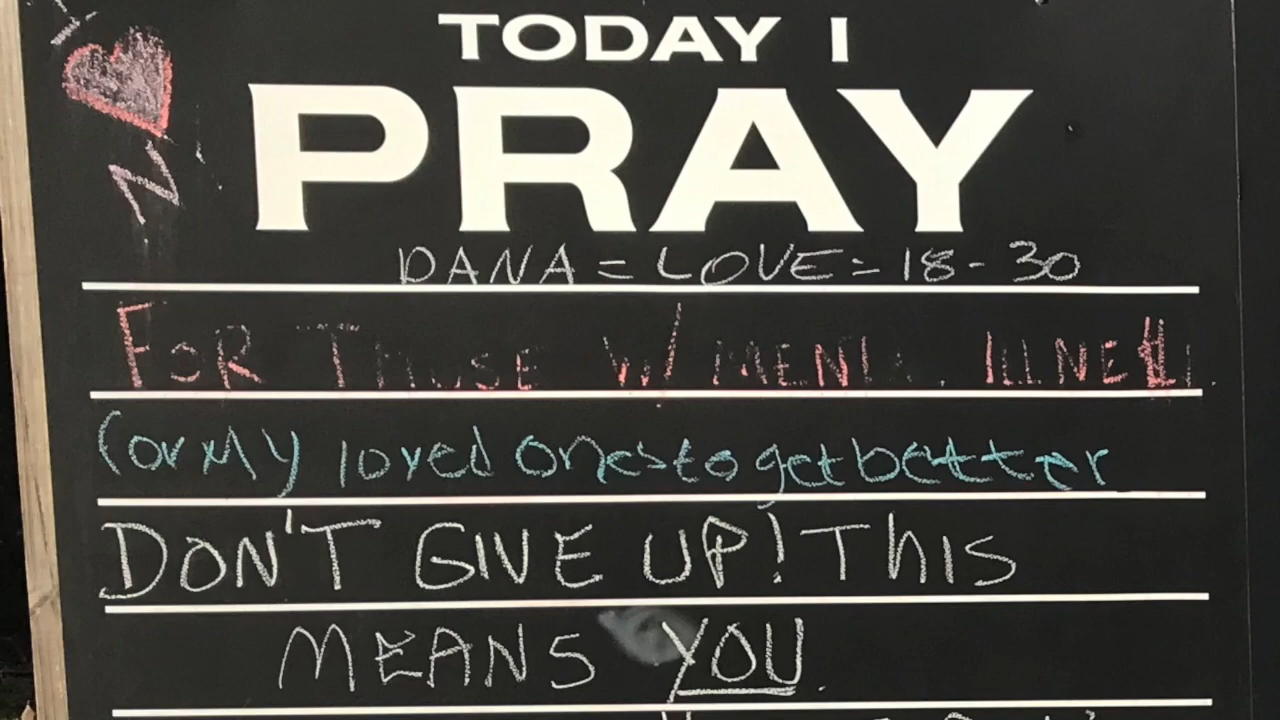 TODAY I
PRAY
DANA = LOVE = 18-30
FOR THOSE W/ MENTAL ILLNESS
for My loved ones to get better
DON'T GIVE UP! This
MEANS YOU.